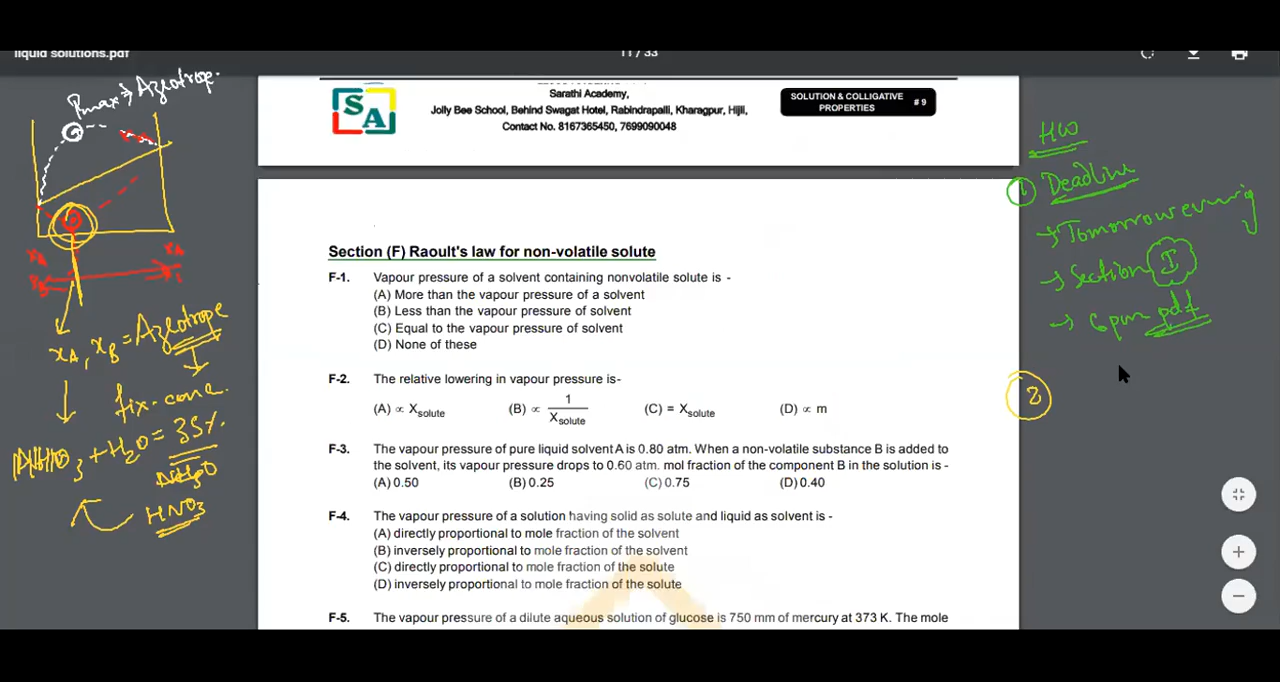 liquid solutions.pdf
11 / 33
Sarathi Academy,
Jolly Bee School, Behind Swagat Hotel, Rabindrapalli, Kharagpur, Hijli,
Contact No. 8167365450, 7699090048
SA
SOLUTION & COLLIGATIVE
PROPERTIES
# 9
Section (F) Raoult's law for non-volatile solute
F-1. Vapour pressure of a solvent containing nonvolatile solute is -
(A) More than the vapour pressure of a solvent
(B) Less than the vapour pressure of solvent
(C) Equal to the vapour pressure of solvent
(D) None of these
F-2. The relative lowering in vapour pressure is-
(A) ∝ X_solute (B) ∝ 1/X_solute (C) = X_solute (D) ∝ m
F-3. The vapour pressure of pure liquid solvent A is 0.80 atm. When a non-volatile substance B is added to
the solvent, its vapour pressure drops to 0.60 atm. mol fraction of the component B in the solution is -
(A) 0.50 (B) 0.25 (C) 0.75 (D) 0.40
F-4. The vapour pressure of a solution having solid as solute and liquid as solvent is -
(A) directly proportional to mole fraction of the solvent
(B) inversely proportional to mole fraction of the solvent
(C) directly proportional to mole fraction of the solute
(D) inversely proportional to mole fraction of the solute
F-5. The vapour pressure of a dilute aqueous solution of glucose is 750 mm of mercury at 373 K. The mole
Pmax → Azeotrope.
xA
xA
xB
1
xA, xB = Azeotrope
fix. conc.
+ H2O = 35%.
HNO3
HW
1 Deadline
→ Tomorrow evening
→ Section I
→ pdf
2